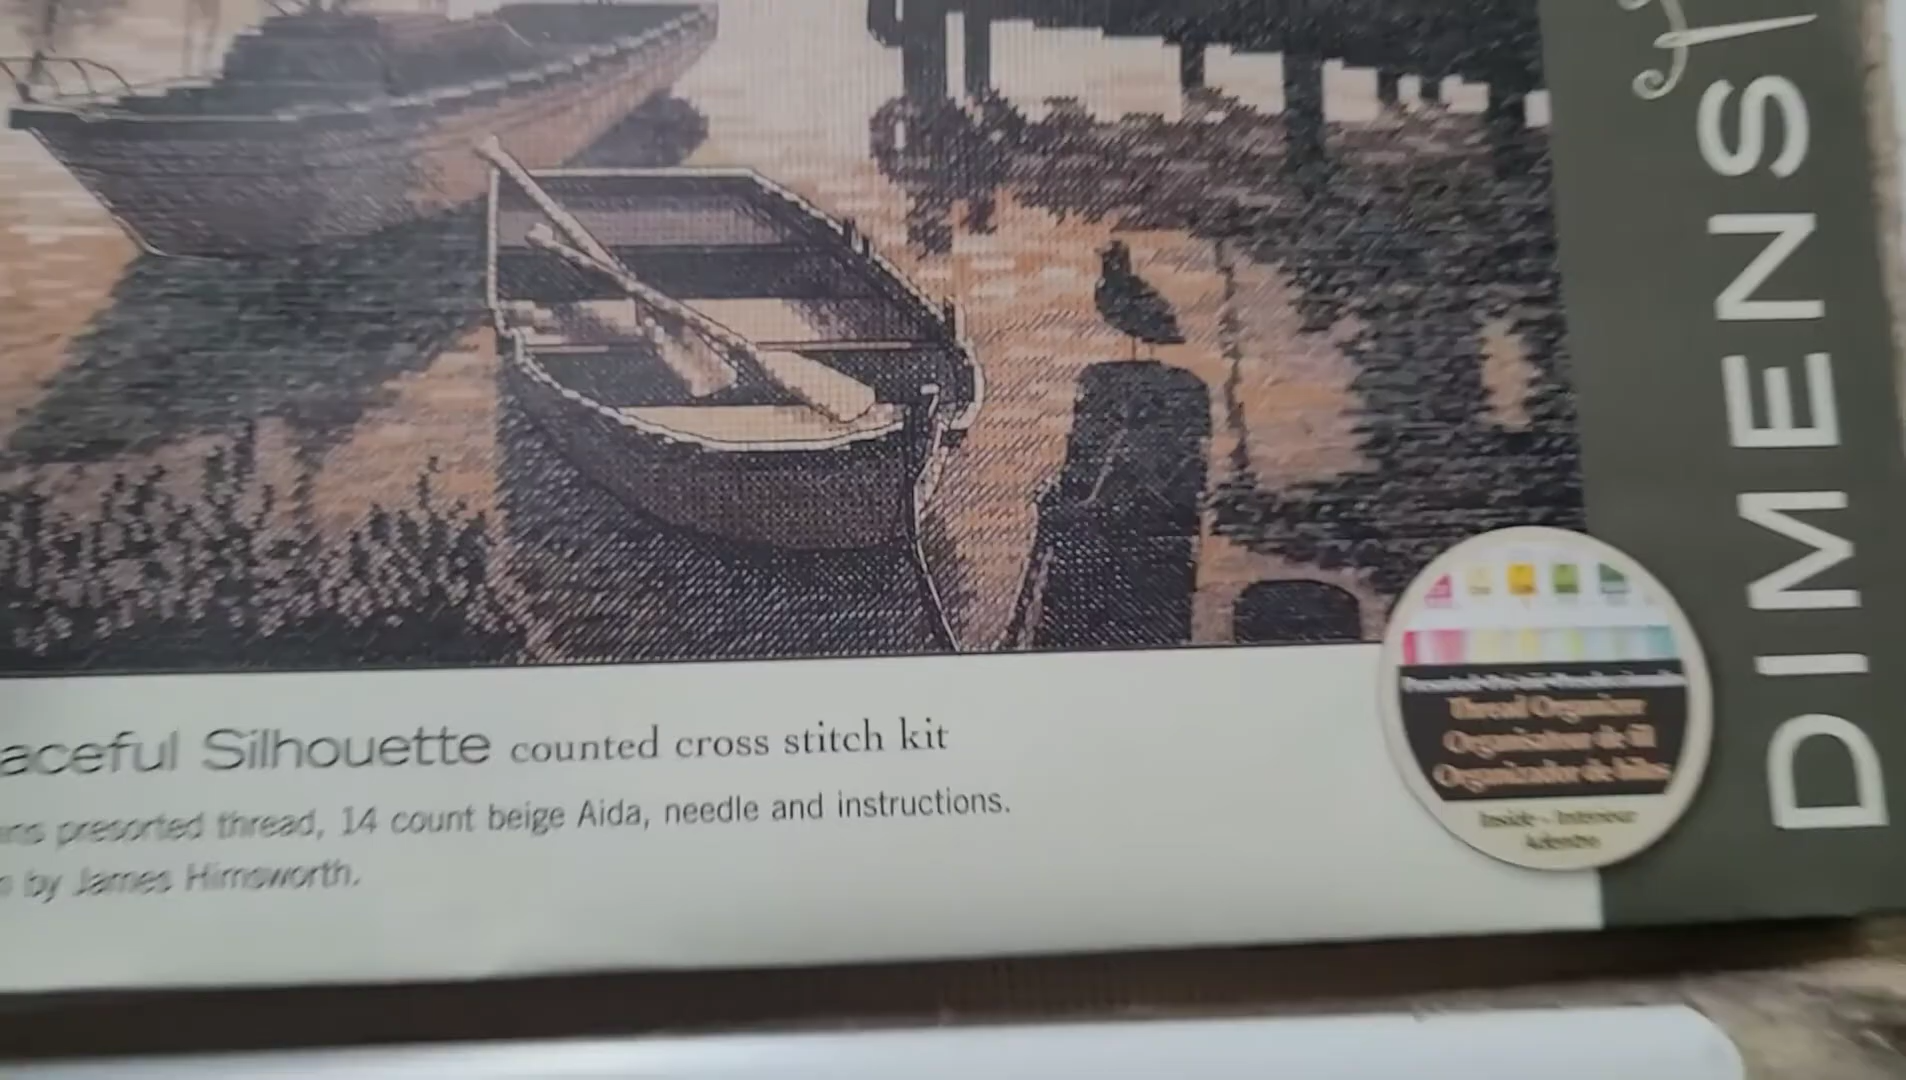 aceful Silhouette counted cross stitch kit
ns presorted thread, 14 count beige Aida, needle and instructions.
by James Himsworth.
DIMENS
Thread Organizer
Organisateur de fil
Organizador de hilos
Inside - Intérieur
Adentro